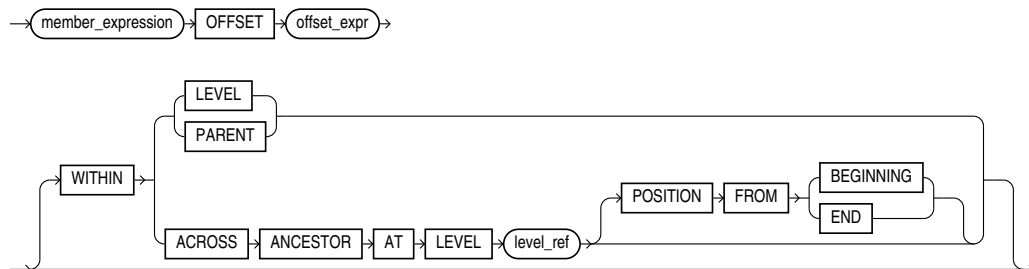 member_expression OFFSET offset_expr
LEVEL
PARENT
WITHIN
POSITION FROM BEGINNING
END
ACROSS ANCESTOR AT LEVEL level_ref